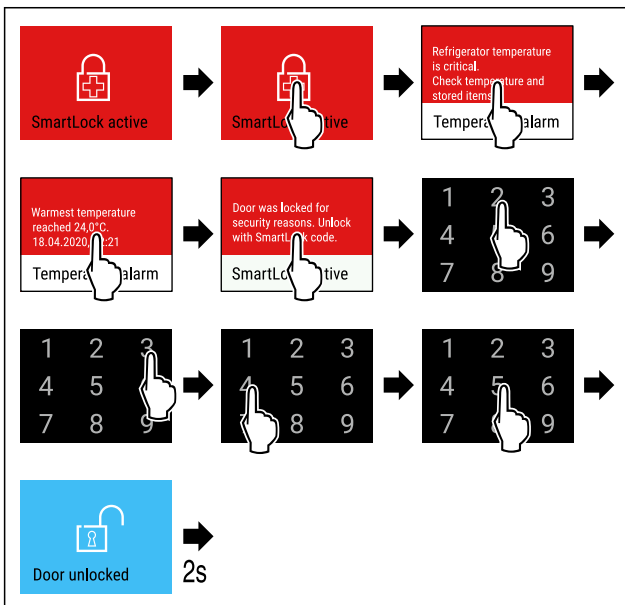 SmartLock active
Refrigerator temperature
is critical.
Check temperature and
stored items
alarm
Warmest temperature
reached 24,0°C.
18.04.2020,
alarm
Door was locked for
security reasons. Unlock
with SmartLock code.
1 2 3
4 6
7 8 9
1 2 3
4 5
7 8 9
1 2 3
4 5 6
8 9
1 2 3
4 5 6
7 9
Door unlocked
2s